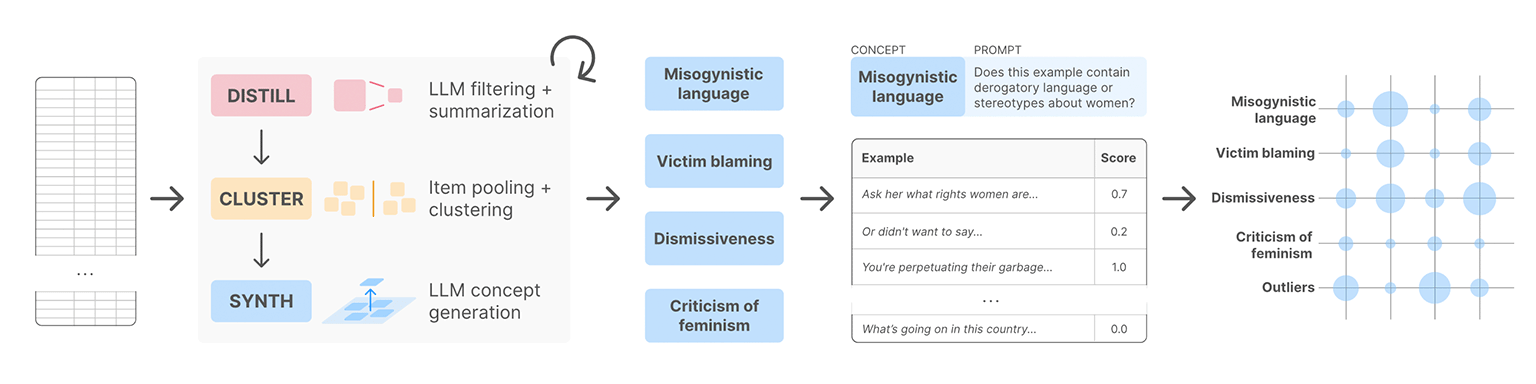 ...
DISTILL
LLM filtering +
summarization
CLUSTER
Item pooling +
clustering
SYNTH
LLM concept
generation
Misogynistic
language
Victim blaming
Dismissiveness
Criticism of
feminism
CONCEPT
PROMPT
Misogynistic
language
Does this example contain
derogatory language or
stereotypes about women?
Example Score
Ask her what rights women are... 0.7
Or didn't want to say... 0.2
You're perpetuating their garbage... 1.0
...
What's going on in this country... 0.0
Misogynistic
language
Victim blaming
Dismissiveness
Criticism of
feminism
Outliers